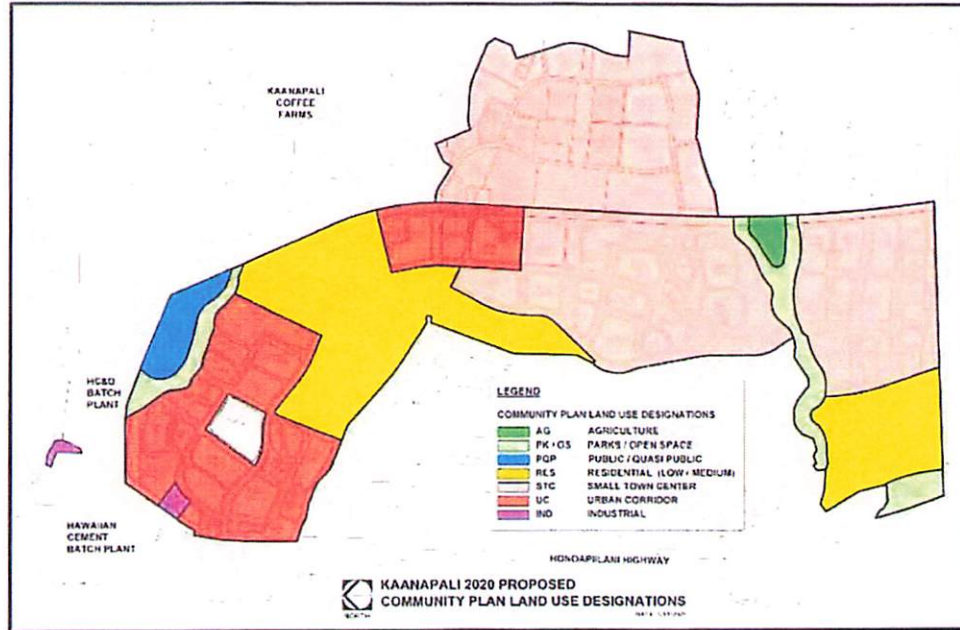 KAANAPALI
COFFEE
FARMS
HC&D
BATCH
PLANT
HAWAIIAN
CEMENT
BATCH PLANT
LEGEND
COMMUNITY PLAN LAND USE DESIGNATIONS
AG AGRICULTURE
PK / OS PARKS / OPEN SPACE
PQP PUBLIC / QUASI PUBLIC
RES RESIDENTIAL (LOW - MEDIUM)
STC SMALL TOWN CENTER
UC URBAN CORRIDOR
IND INDUSTRIAL
HONOAPIILANI HIGHWAY
KAANAPALI 2020 PROPOSED
COMMUNITY PLAN LAND USE DESIGNATIONS
NORTH